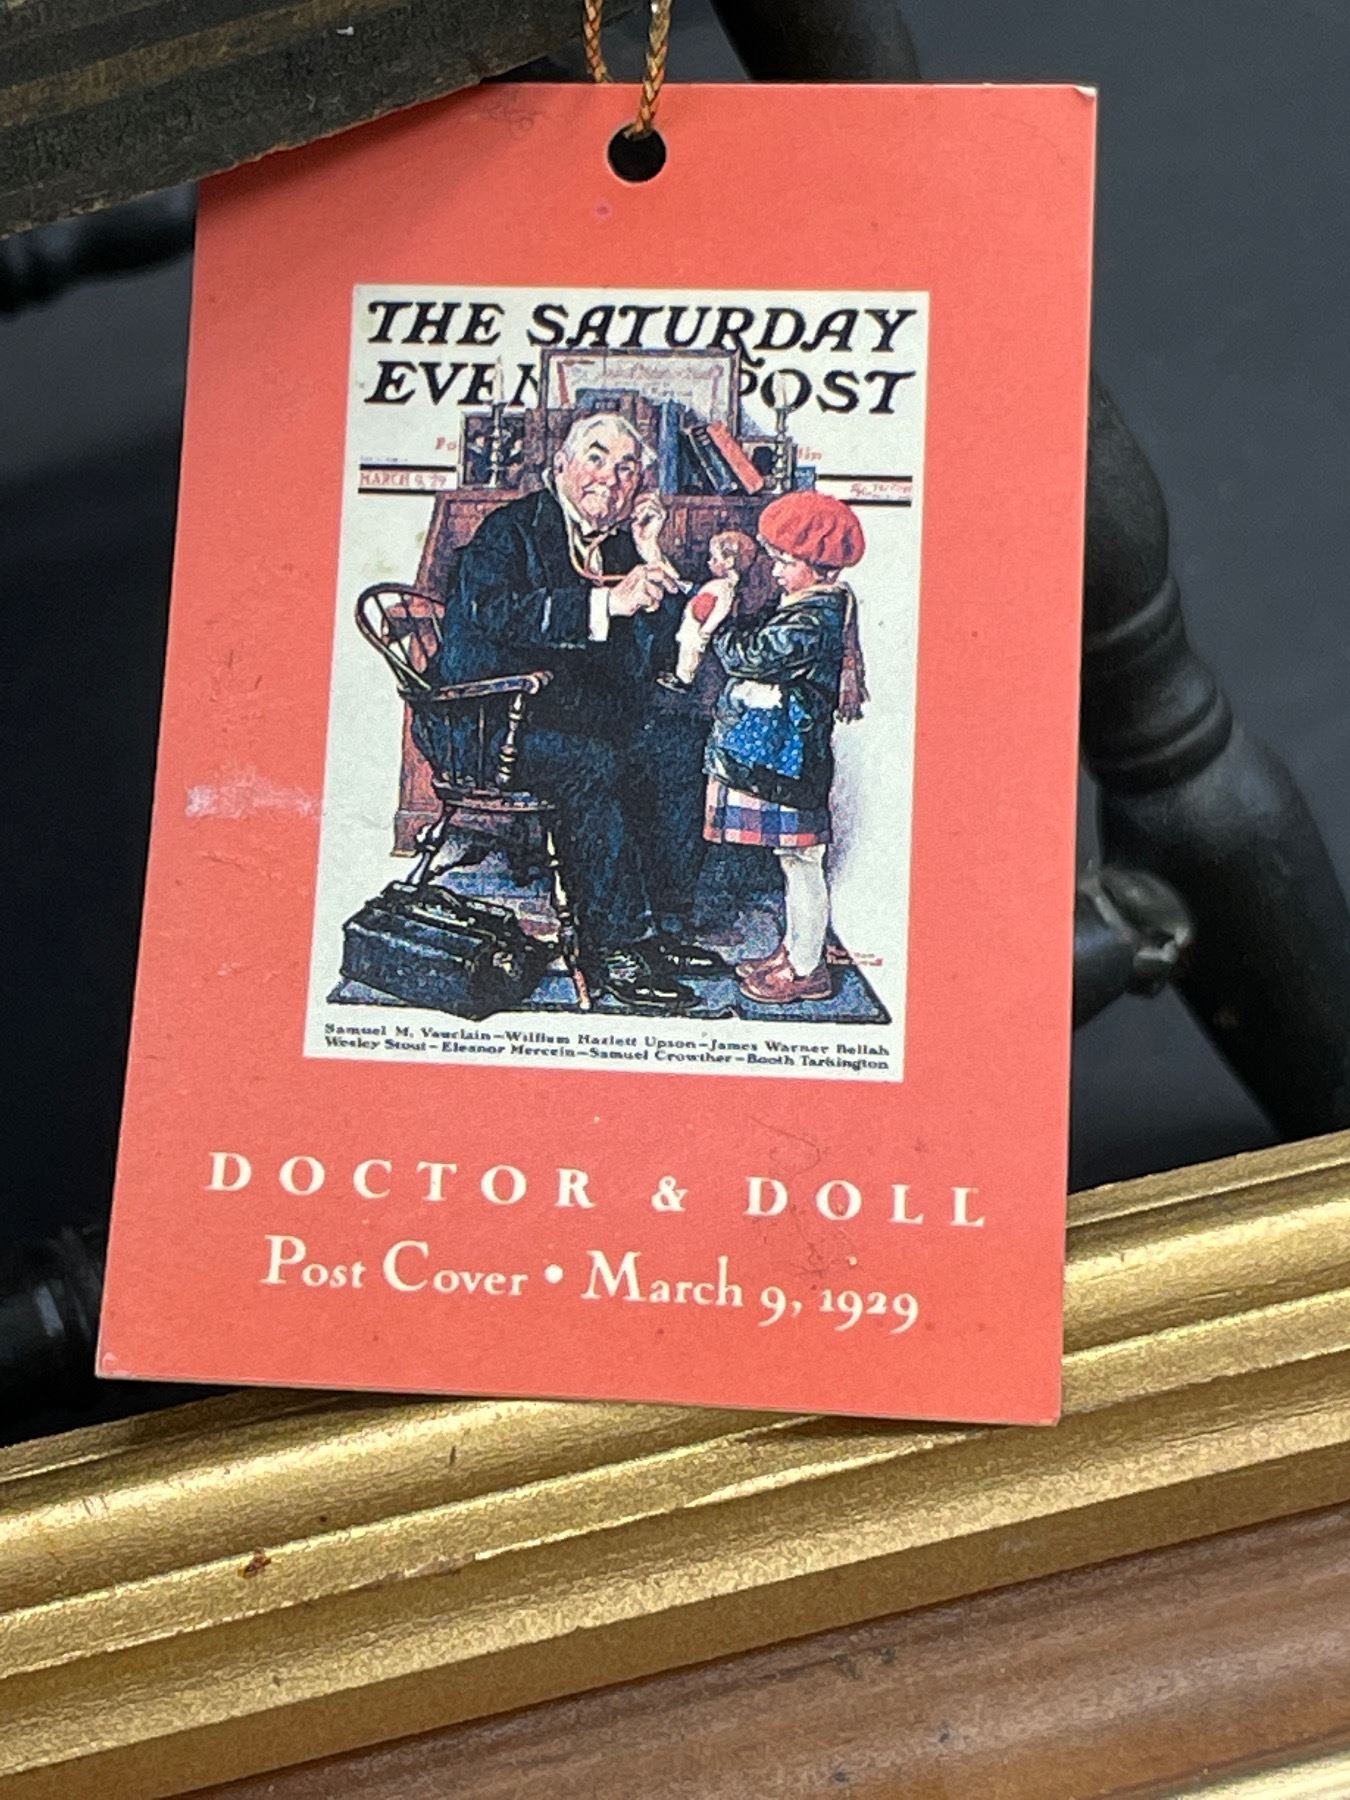 THE SATURDAY
EVEN POST
MARCH 9, '29
Samuel M. Vauclain–William Hazlett Upson–James Warner Bellah
Wesley Stout–Eleanor Mercein–Samuel Crowther–Booth Tarkington
DOCTOR & DOLL
Post Cover • March 9, 1929